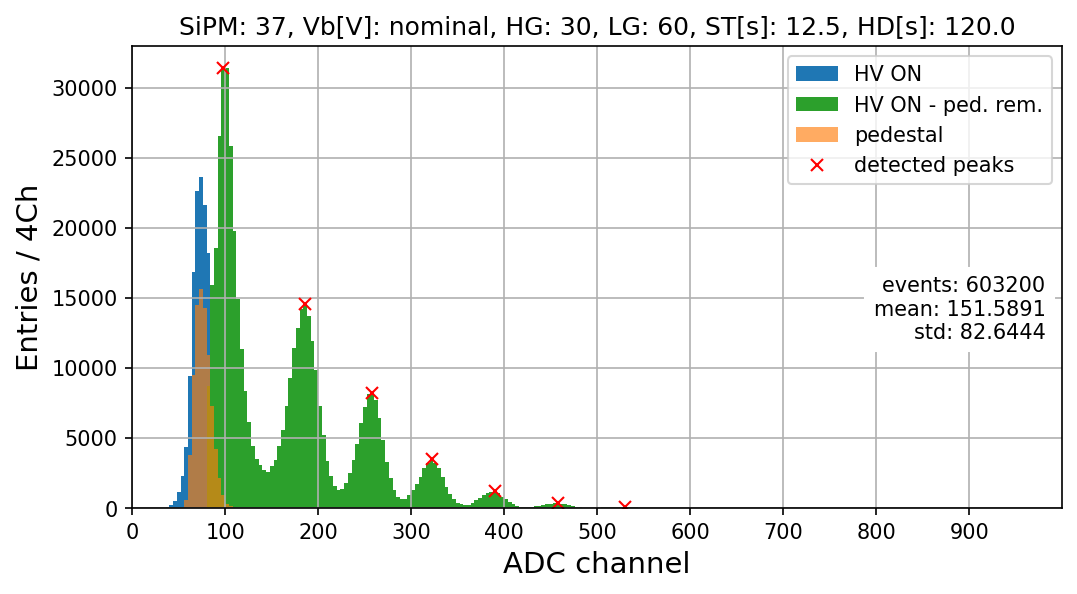 SiPM: 37, Vb[V]: nominal, HG: 30, LG: 60, ST[s]: 12.5, HD[s]: 120.0
HV ON
HV ON - ped. rem.
pedestal
detected peaks
events: 603200
mean: 151.5891
std: 82.6444
Entries / 4Ch
30000
25000
20000
15000
10000
5000
0
0 100 200 300 400 500 600 700 800 900
ADC channel